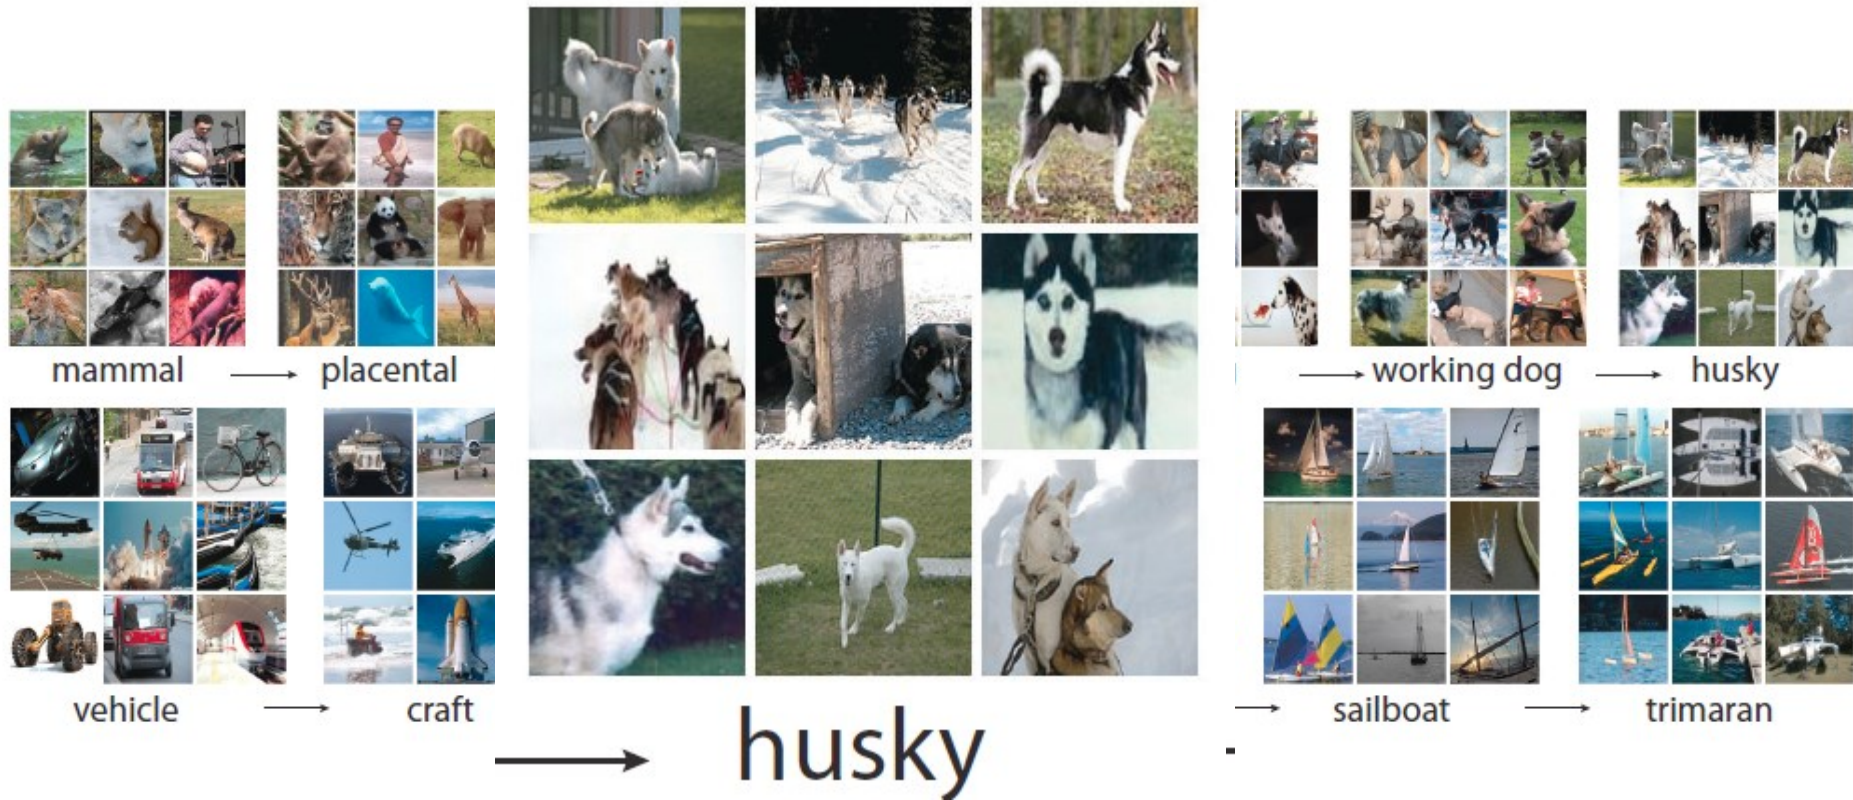 mammal → placental
working dog → husky
vehicle → craft
sailboat → trimaran
husky